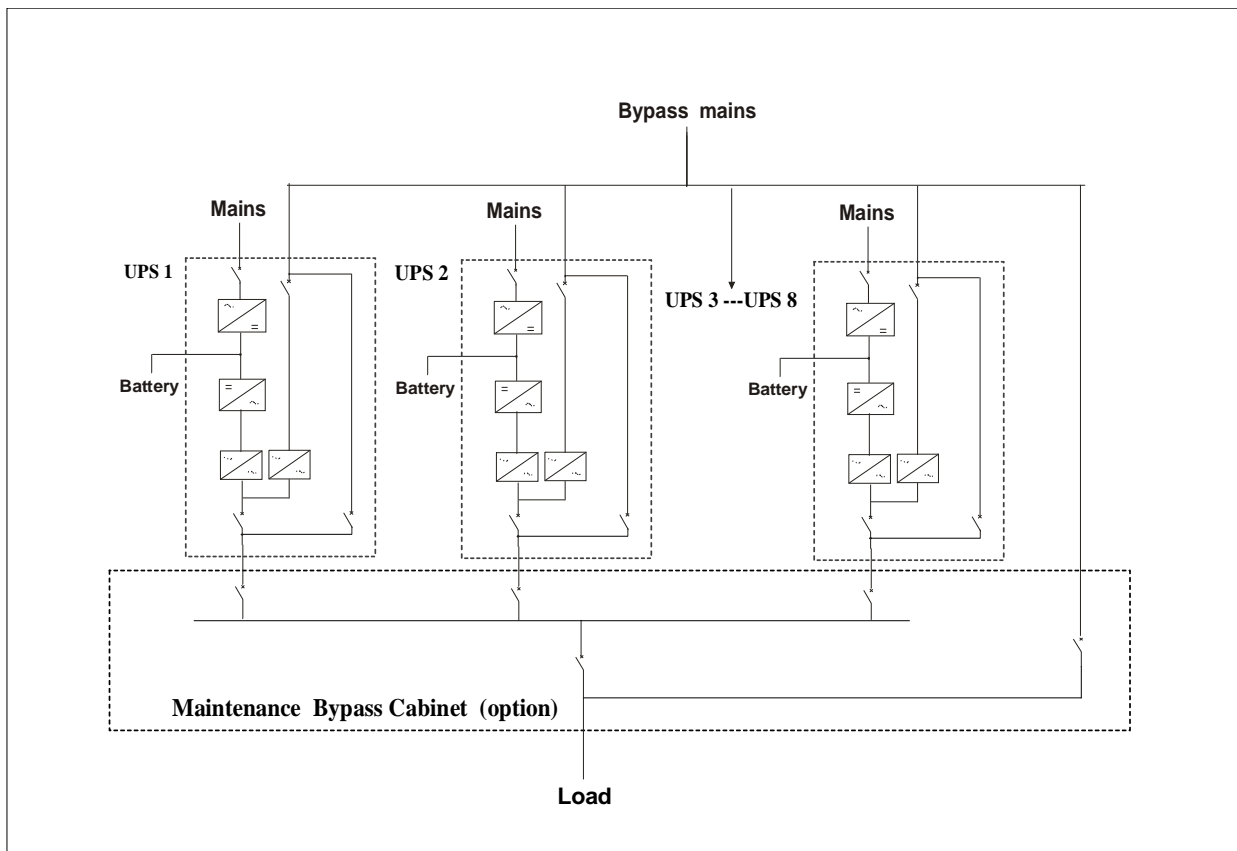 Bypass mains
Mains
Mains
Mains
UPS 1
UPS 2
UPS 3 ---UPS 8
Battery
Battery
Battery
Maintenance Bypass Cabinet (option)
Load